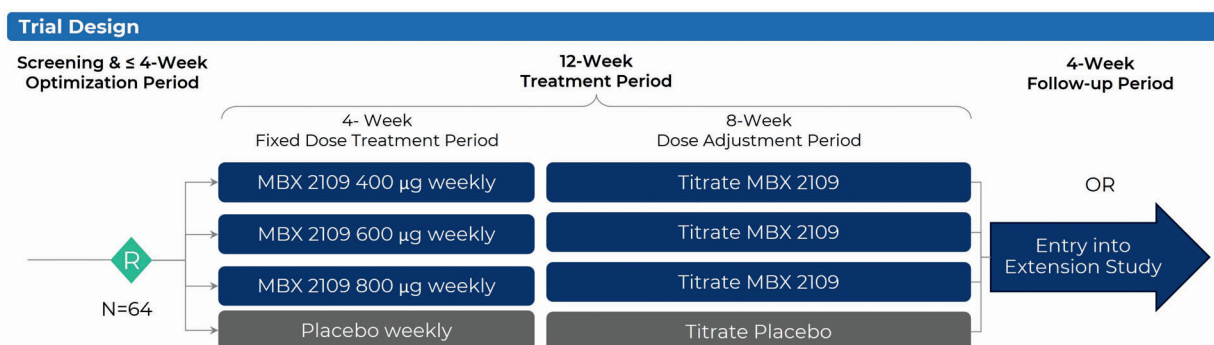 Trial Design
Screening & ≤ 4-Week
Optimization Period
12-Week
Treatment Period
4-Week
Follow-up Period
4- Week
Fixed Dose Treatment Period
8-Week
Dose Adjustment Period
MBX 2109 400 μg weekly
Titrate MBX 2109
MBX 2109 600 μg weekly
Titrate MBX 2109
MBX 2109 800 μg weekly
Titrate MBX 2109
Placebo weekly
Titrate Placebo
R
N=64
OR
Entry into
Extension Study